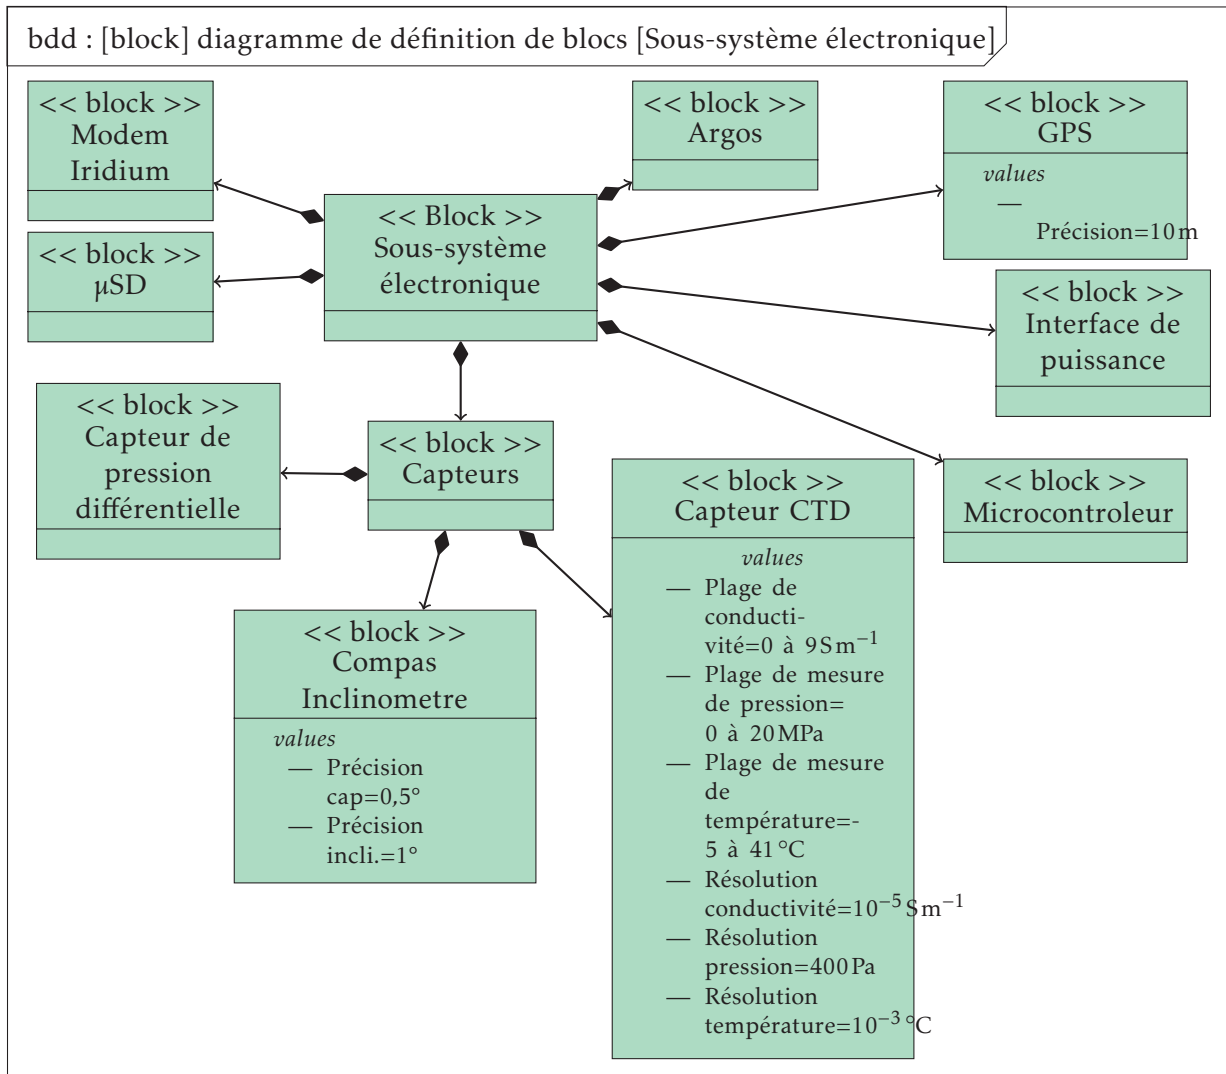 bdd : [block] diagramme de définition de blocs [Sous-système électronique]
<< block >>
Modem
Iridium
<< block >>
Argos
<< block >>
GPS
values
—
Précision=10 m
<< Block >>
Sous-système
électronique
<< block >>
µSD
<< block >>
Interface de
puissance
<< block >>
Capteur de
pression
différentielle
<< block >>
Capteurs
<< block >>
Capteur CTD
values
— Plage de
conducti-
vité=0 à 9 S m⁻¹
— Plage de mesure
de pression=
0 à 20 MPa
— Plage de mesure
de
température=-
5 à 41 °C
— Résolution
conductivité=10⁻⁵ S m⁻¹
— Résolution
pression=400 Pa
— Résolution
température=10⁻³ °C
<< block >>
Microcontroleur
<< block >>
Compas
Inclinometre
values
— Précision
cap=0,5°
— Précision
incli.=1°